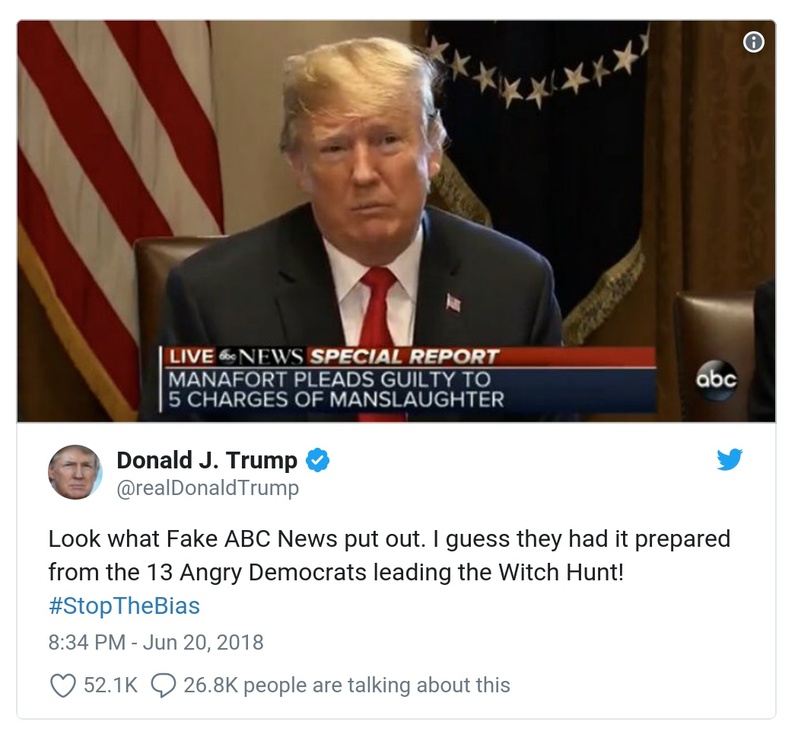 LIVE abc NEWS SPECIAL REPORT
MANAFORT PLEADS GUILTY TO
5 CHARGES OF MANSLAUGHTER
abc
Donald J. Trump
@realDonaldTrump
Look what Fake ABC News put out. I guess they had it prepared
from the 13 Angry Democrats leading the Witch Hunt!
#StopTheBias
8:34 PM - Jun 20, 2018
52.1K 26.8K people are talking about this